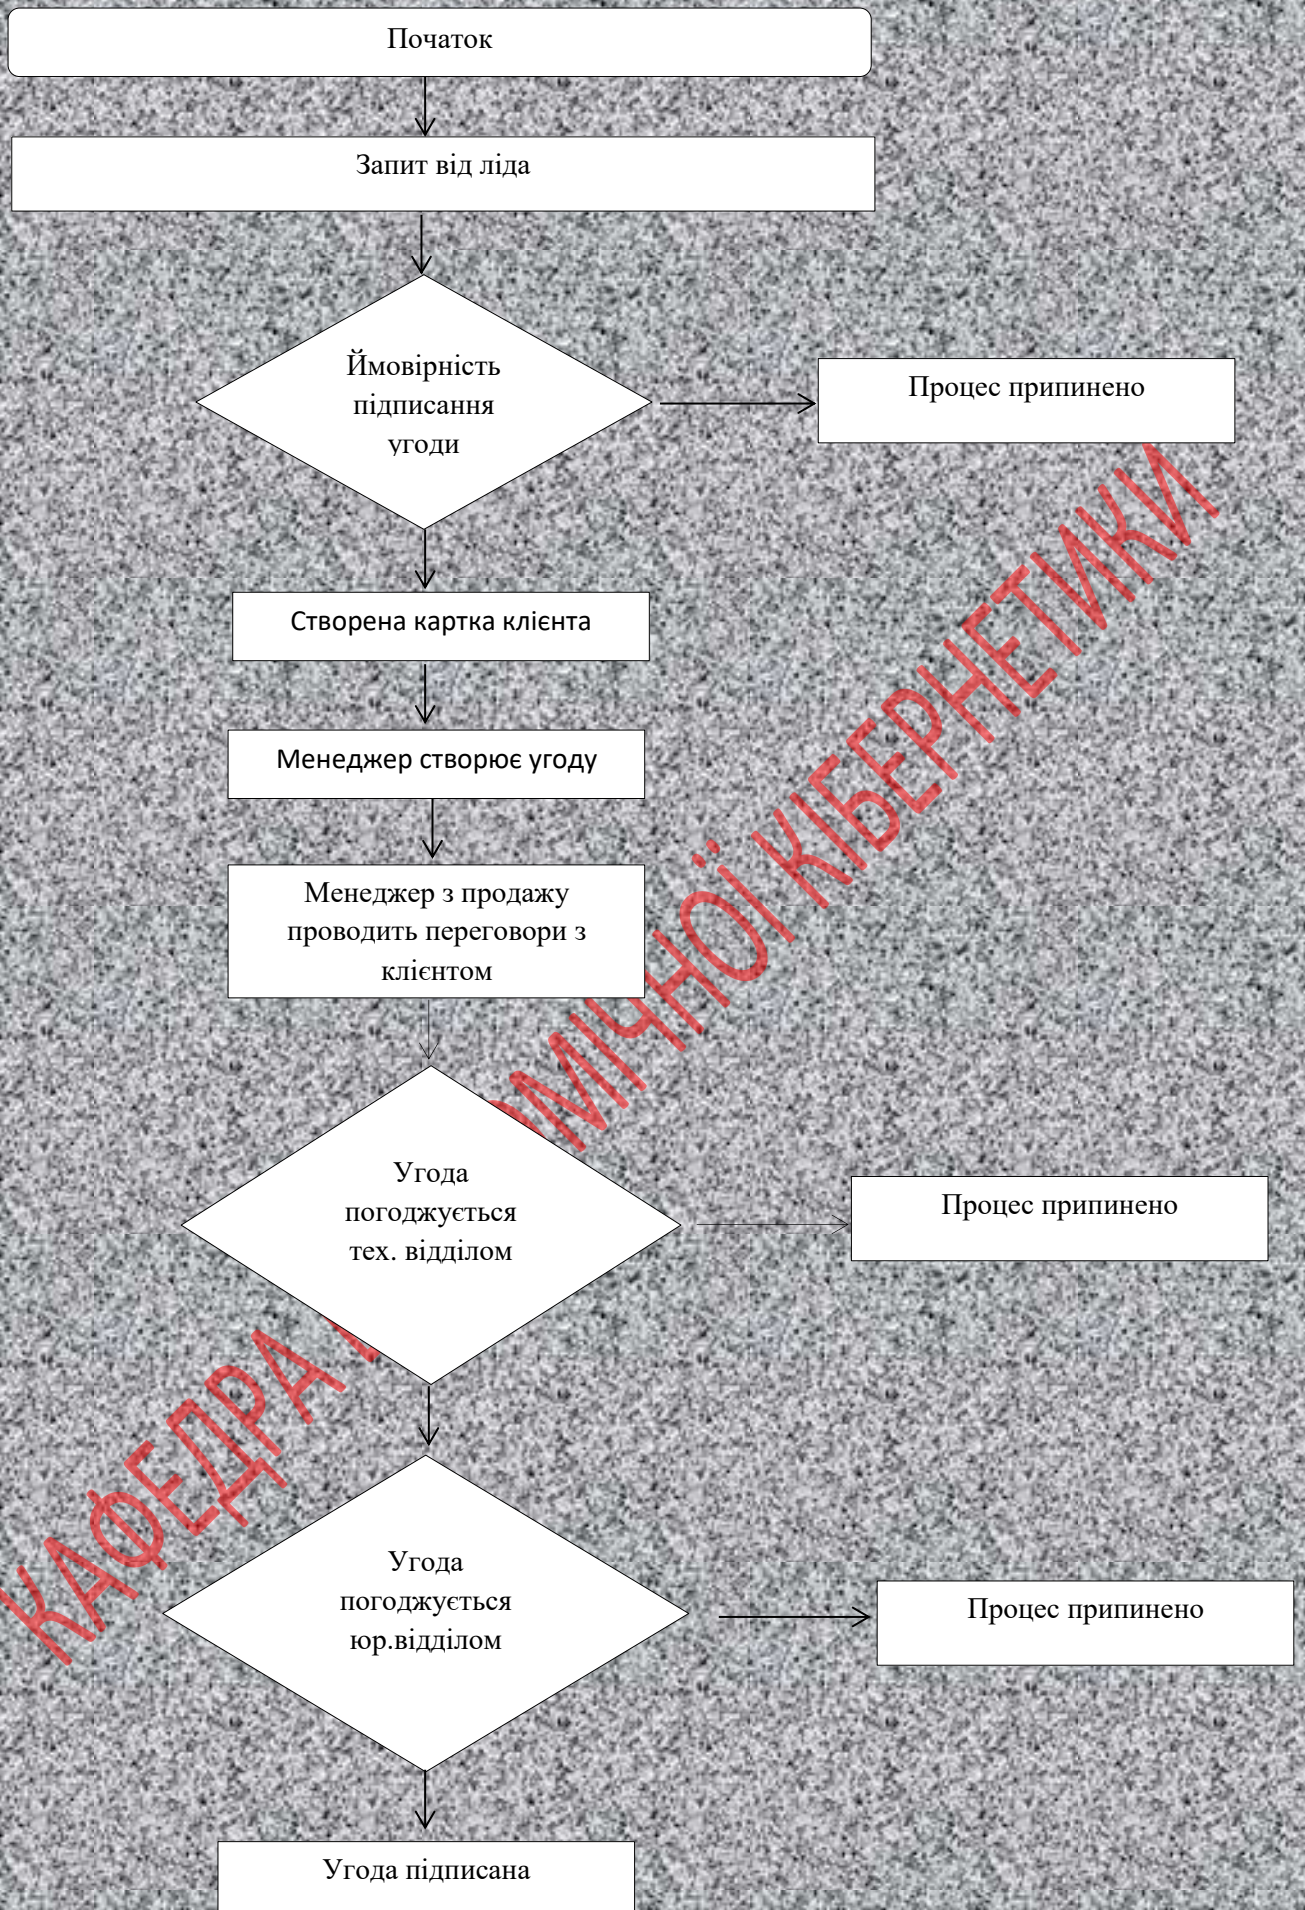 Початок
Запит від ліда
Ймовірність
підписання
угоди
Процес припинено
Створена картка клієнта
Менеджер створює угоду
Менеджер з продажу
проводить переговори з
клієнтом
Угода
погоджується
тех. відділом
Процес припинено
Угода
погоджується
юр.відділом
Процес припинено
Угода підписана
КАФЕДРА КІБЕРНЕТИКИ